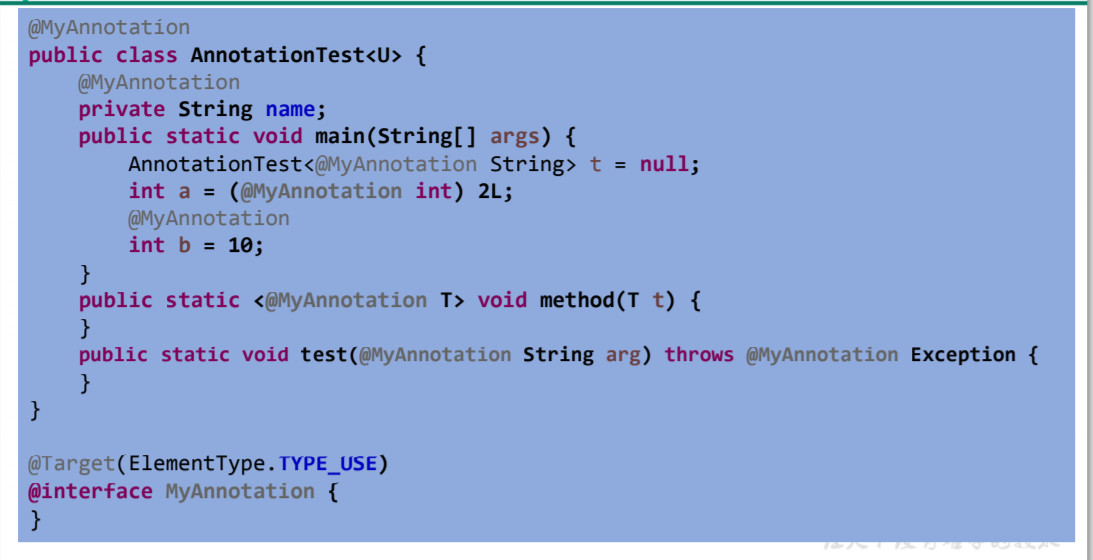 @MyAnnotation
public class AnnotationTest<U> {
    @MyAnnotation
    private String name;
    public static void main(String[] args) {
        AnnotationTest<@MyAnnotation String> t = null;
        int a = (@MyAnnotation int) 2L;
        @MyAnnotation
        int b = 10;
    }
    public static <@MyAnnotation T> void method(T t) {
    }
    public static void test(@MyAnnotation String arg) throws @MyAnnotation Exception {
    }
}
@Target(ElementType.TYPE_USE)
@interface MyAnnotation {
}